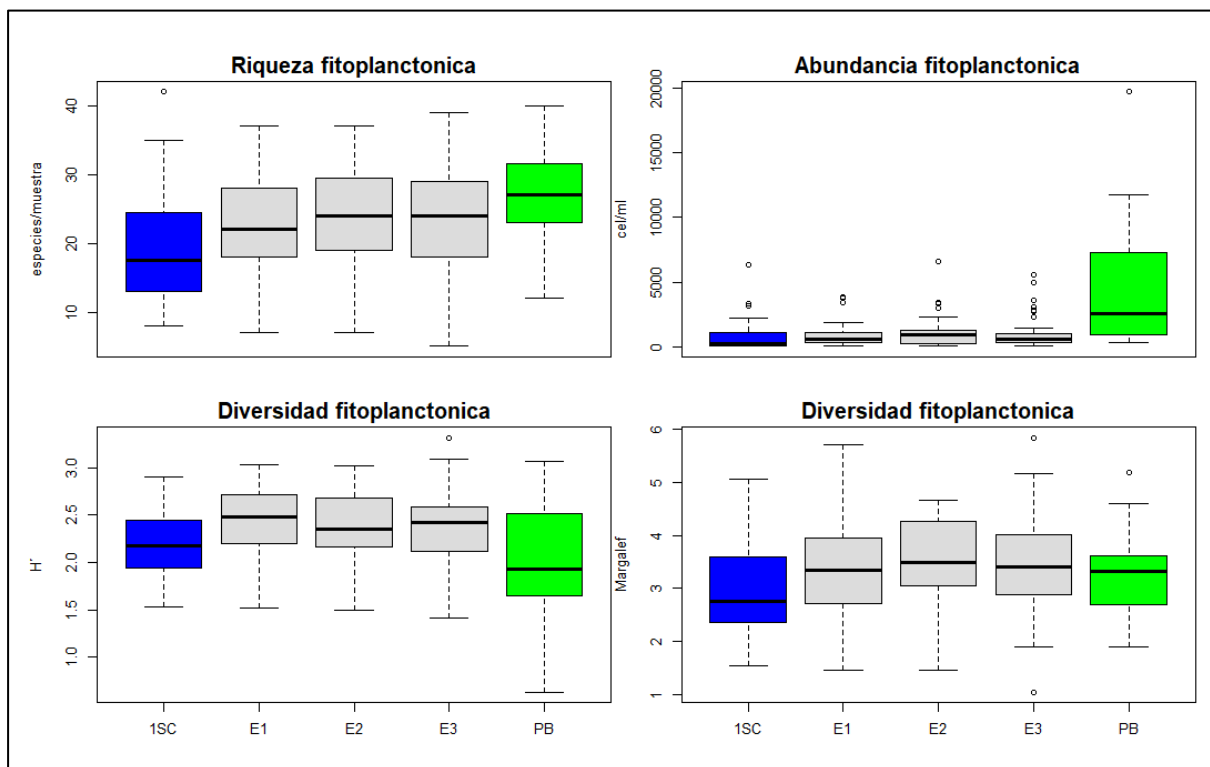 Riqueza fitoplanctonica
especies/muestra
40
30
20
10
Abundancia fitoplanctonica
cel/ml
20000
15000
10000
5000
0
Diversidad fitoplanctonica
H´
3.0
2.5
2.0
1.5
1.0
1SC E1 E2 E3 PB
Diversidad fitoplanctonica
Margalef
6
5
4
3
2
1
1SC E1 E2 E3 PB